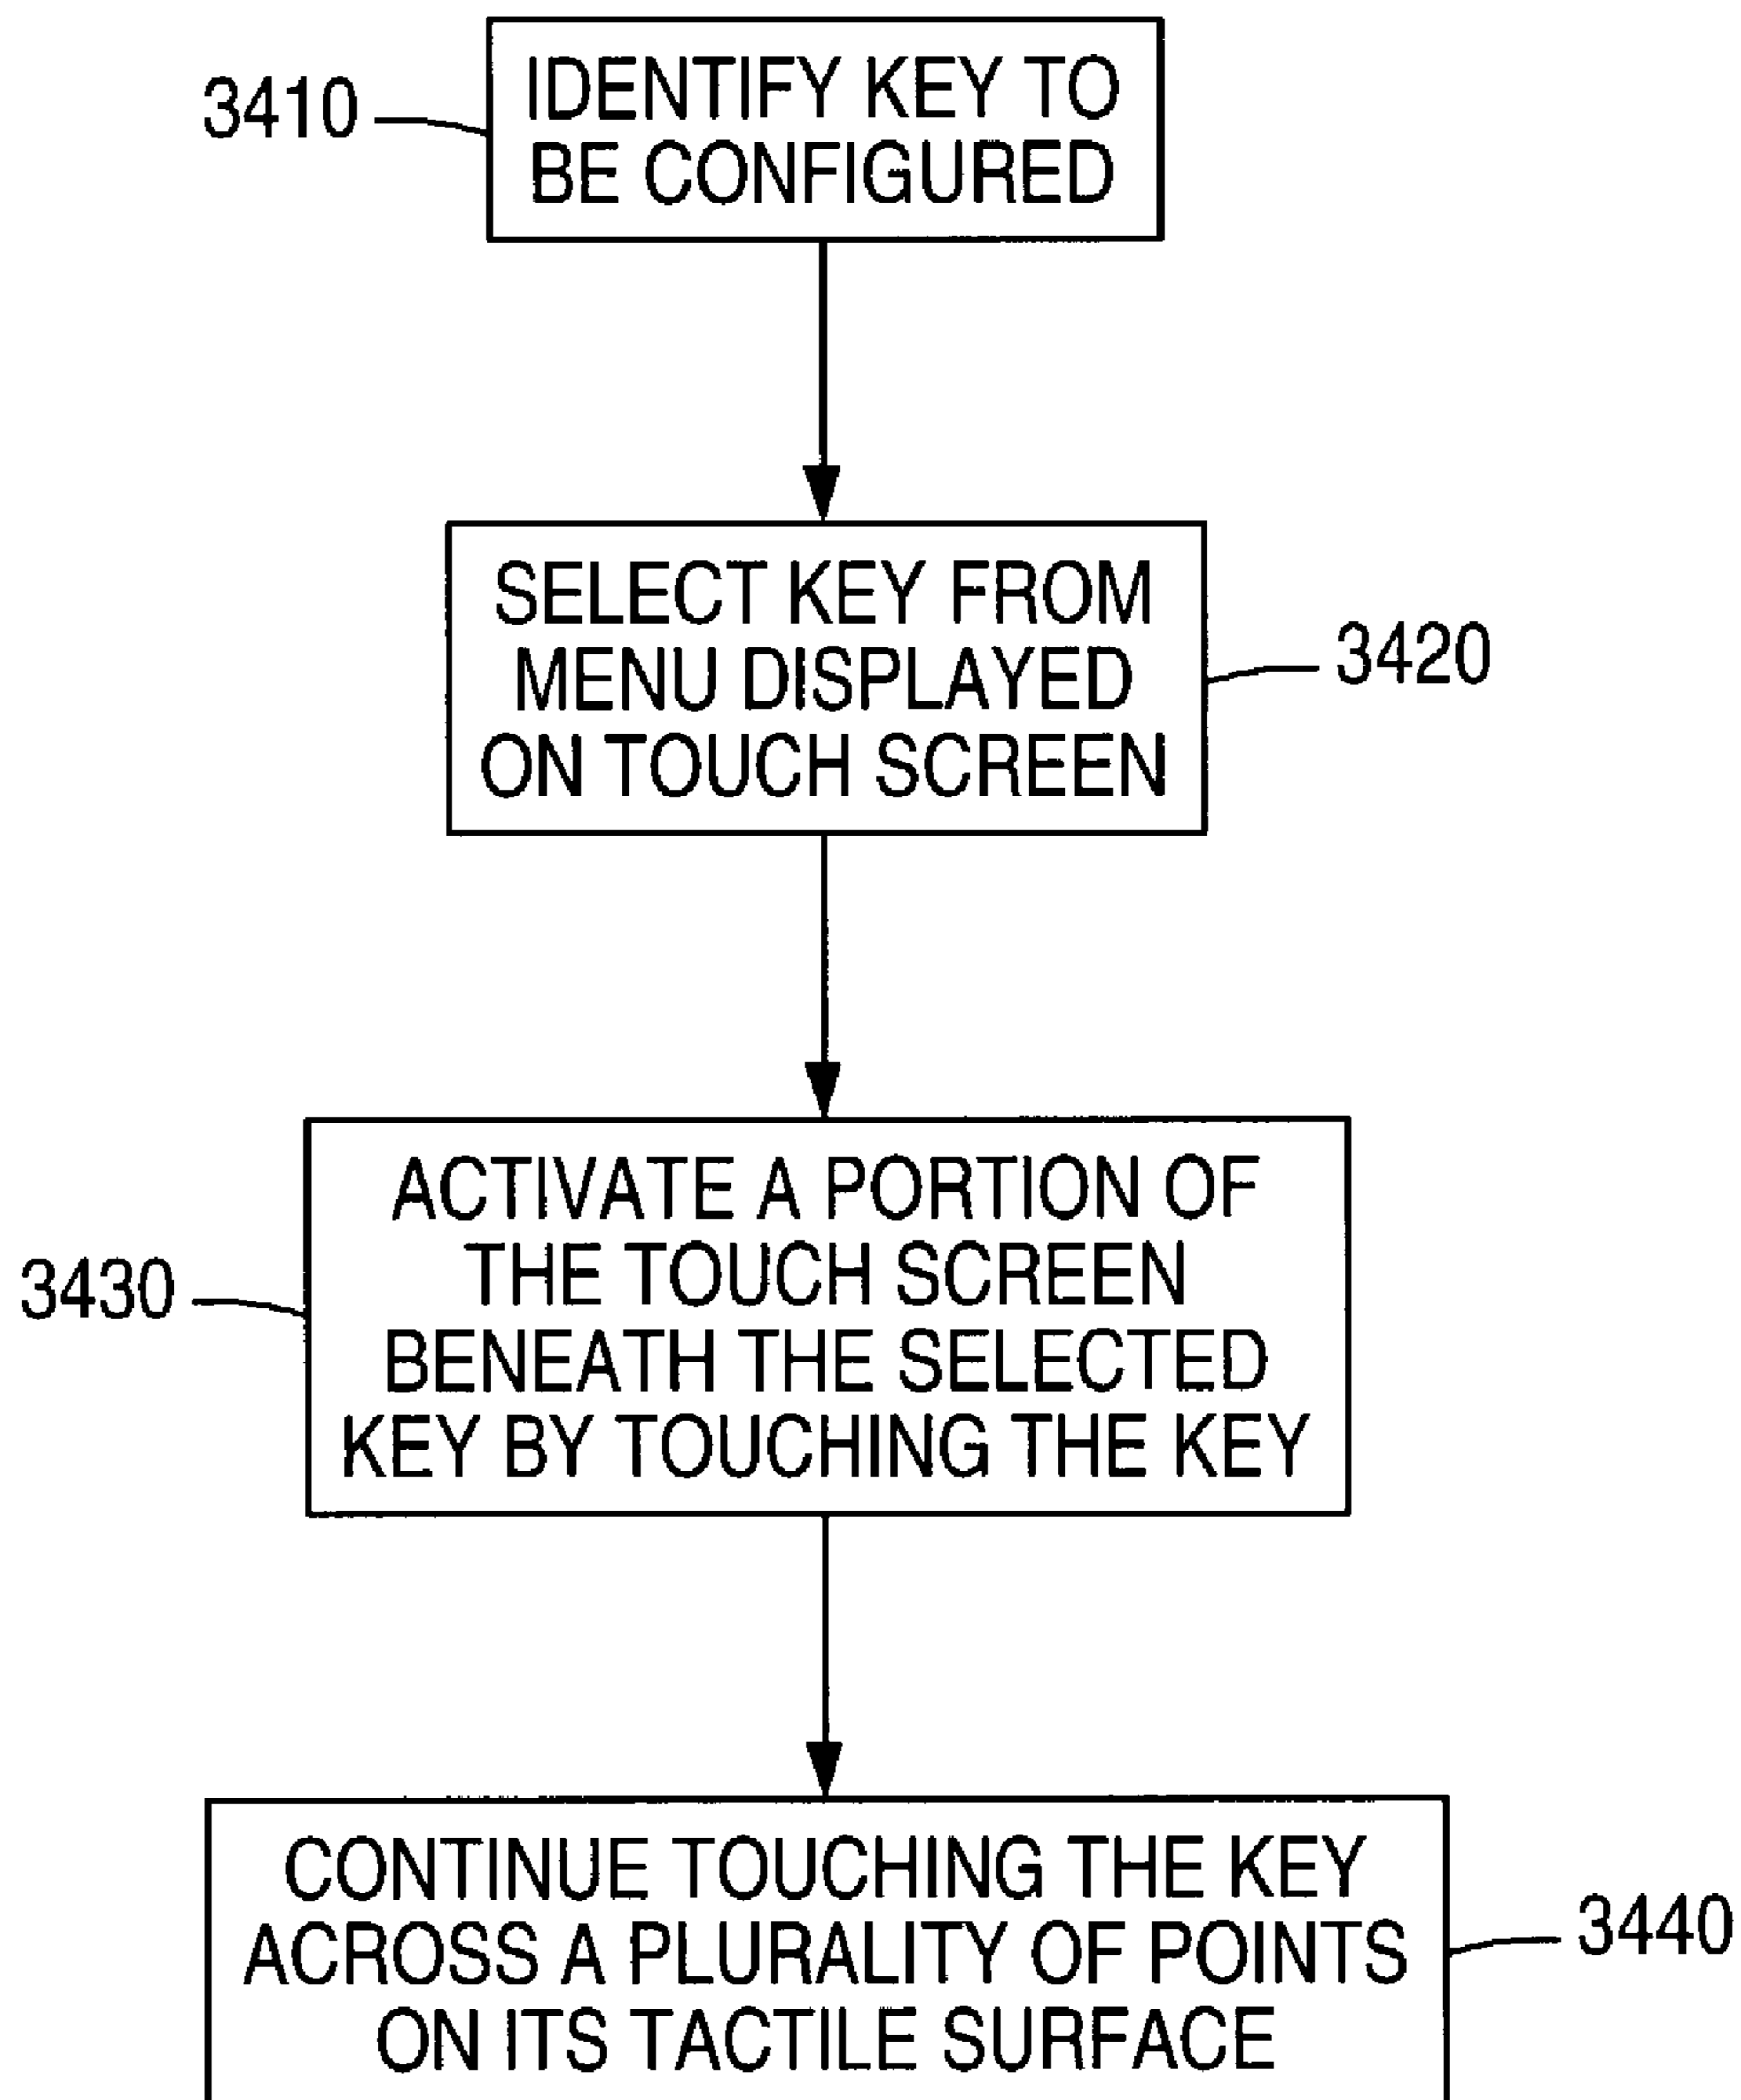 3410
IDENTIFY KEY TO
BE CONFIGURED
SELECT KEY FROM
MENU DISPLAYED
ON TOUCH SCREEN
3420
3430
ACTIVATE A PORTION OF
THE TOUCH SCREEN
BENEATH THE SELECTED
KEY BY TOUCHING THE KEY
CONTINUE TOUCHING THE KEY
ACROSS A PLURALITY OF POINTS
ON ITS TACTILE SURFACE
3440